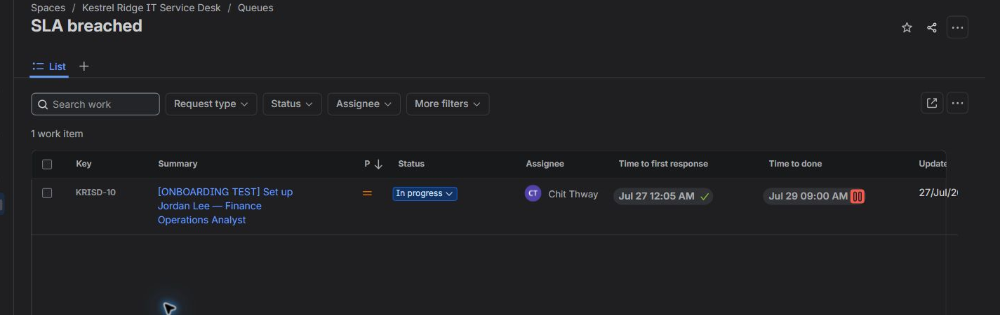 Spaces / Kestrel Ridge IT Service Desk / Queues
SLA breached
List
Search work
Request type
Status
Assignee
More filters
1 work item
Key Summary P Status Assignee Time to first response Time to done Update
KRISD-10 [ONBOARDING TEST] Set up In progress CT Chit Thway Jul 27 12:05 AM Jul 29 09:00 AM 27/Jul/2
Jordan Lee — Finance
Operations Analyst